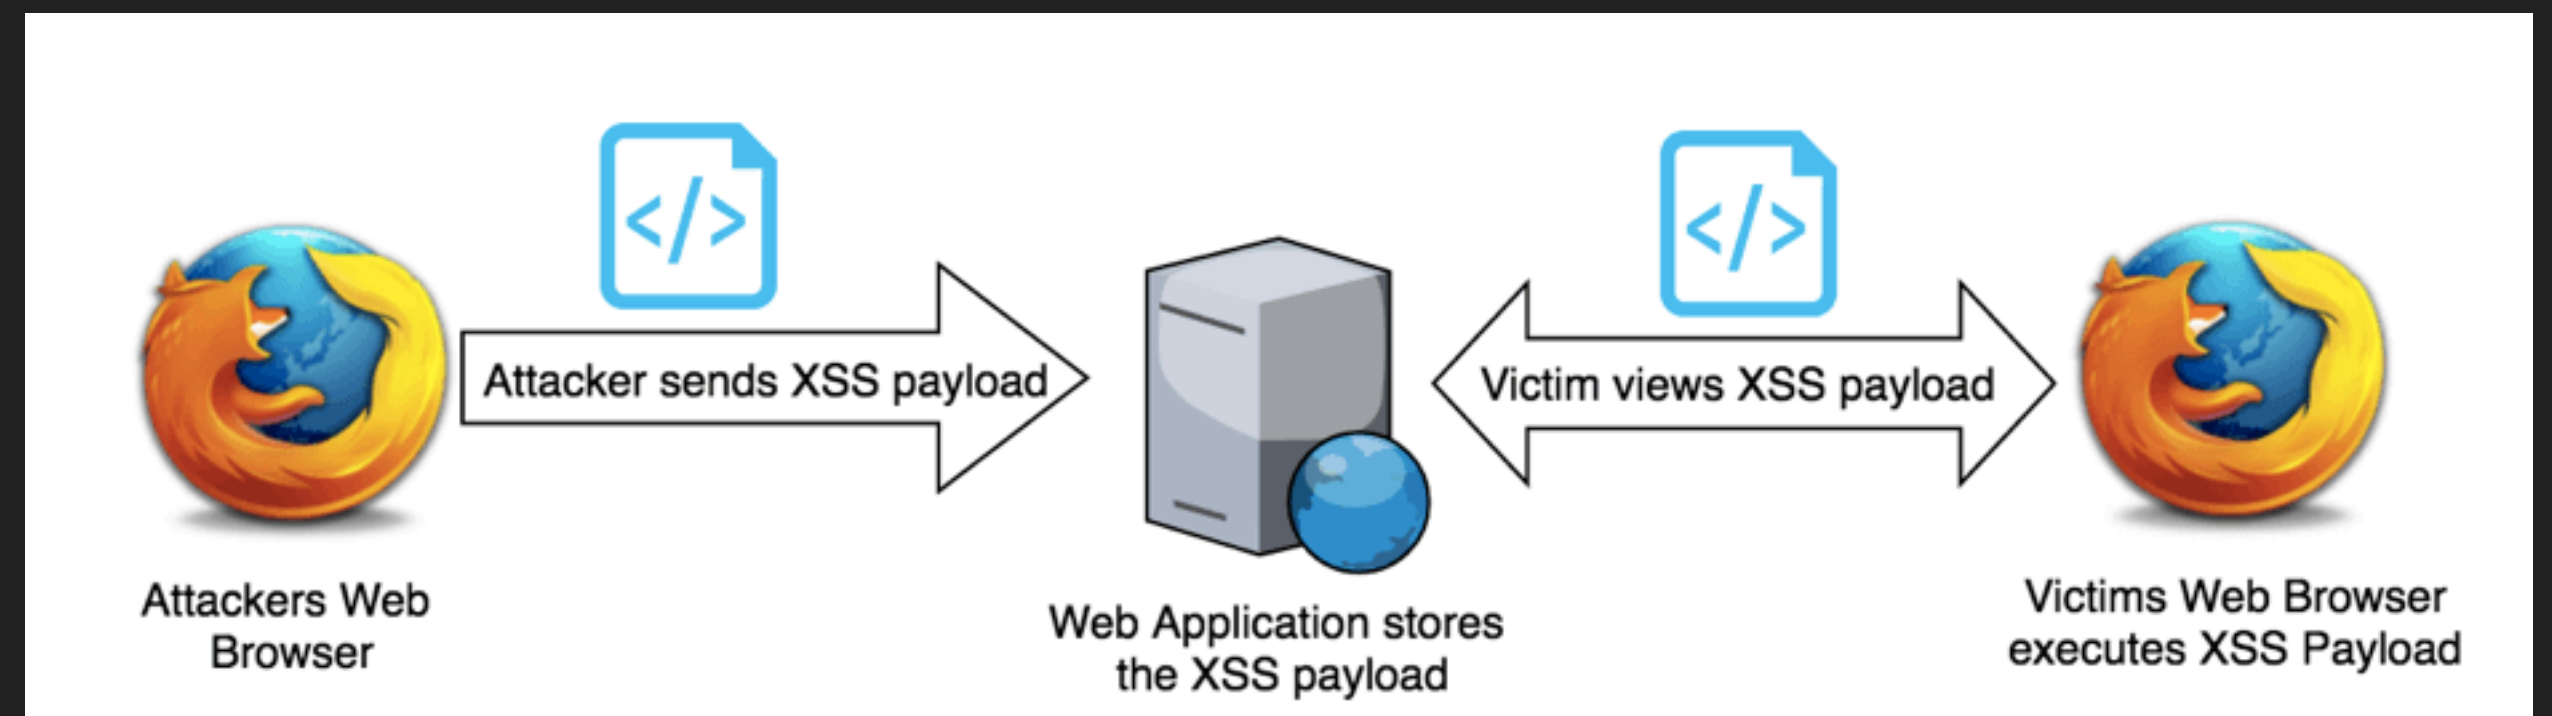 </>
</>
Attacker sends XSS payload
Victim views XSS payload
Attackers Web
Browser
Web Application stores
the XSS payload
Victims Web Browser
executes XSS Payload